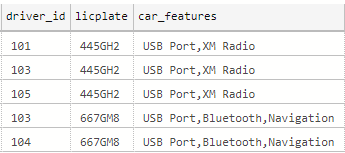 driver_id licplate car_features
101 445GH2 USB Port,XM Radio
103 445GH2 USB Port,XM Radio
105 445GH2 USB Port,XM Radio
103 667GM8 USB Port,Bluetooth,Navigation
104 667GM8 USB Port,Bluetooth,Navigation